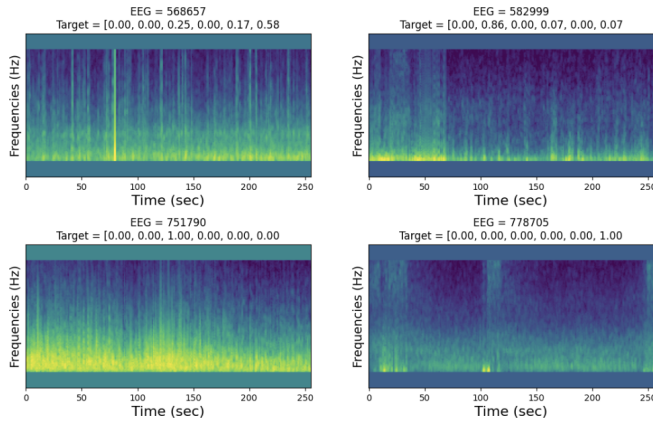 EEG = 568657
Target = [0.00, 0.00, 0.25, 0.00, 0.17, 0.58
Frequencies (Hz)
0 50 100 150 200 250
Time (sec)
EEG = 582999
Target = [0.00, 0.86, 0.00, 0.07, 0.00, 0.07
Frequencies (Hz)
0 50 100 150 200 250
Time (sec)
EEG = 751790
Target = [0.00, 0.00, 1.00, 0.00, 0.00, 0.00
Frequencies (Hz)
0 50 100 150 200 250
Time (sec)
EEG = 778705
Target = [0.00, 0.00, 0.00, 0.00, 0.00, 1.00
Frequencies (Hz)
0 50 100 150 200 250
Time (sec)